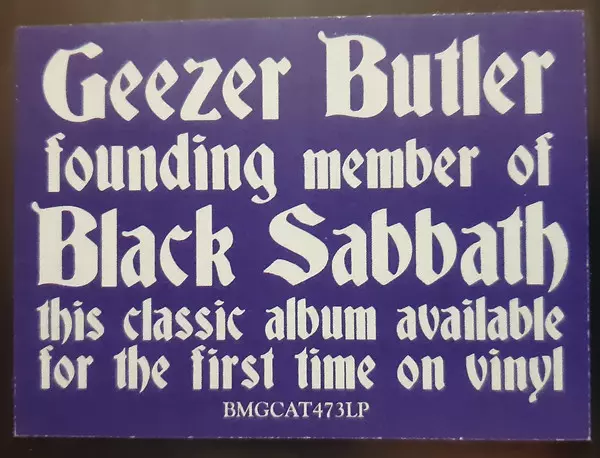 Geezer Butler
founding member of
Black Sabbath
this classic album available
for the first time on vinyl
BMGCAT473LP